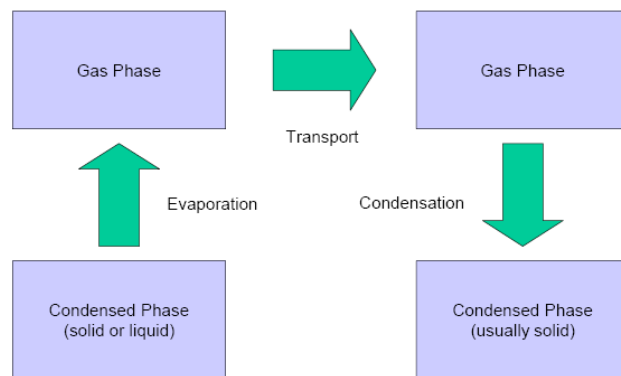 Gas Phase
Gas Phase
Transport
Evaporation
Condensation
Condensed Phase
(solid or liquid)
Condensed Phase
(usually solid)